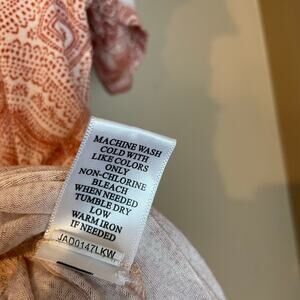 MACHINE WASH
COLD WITH
LIKE COLORS
ONLY
NON-CHLORINE
BLEACH
WHEN NEEDED
TUMBLE DRY
LOW
WARM IRON
IF NEEDED
JAO0147LKW